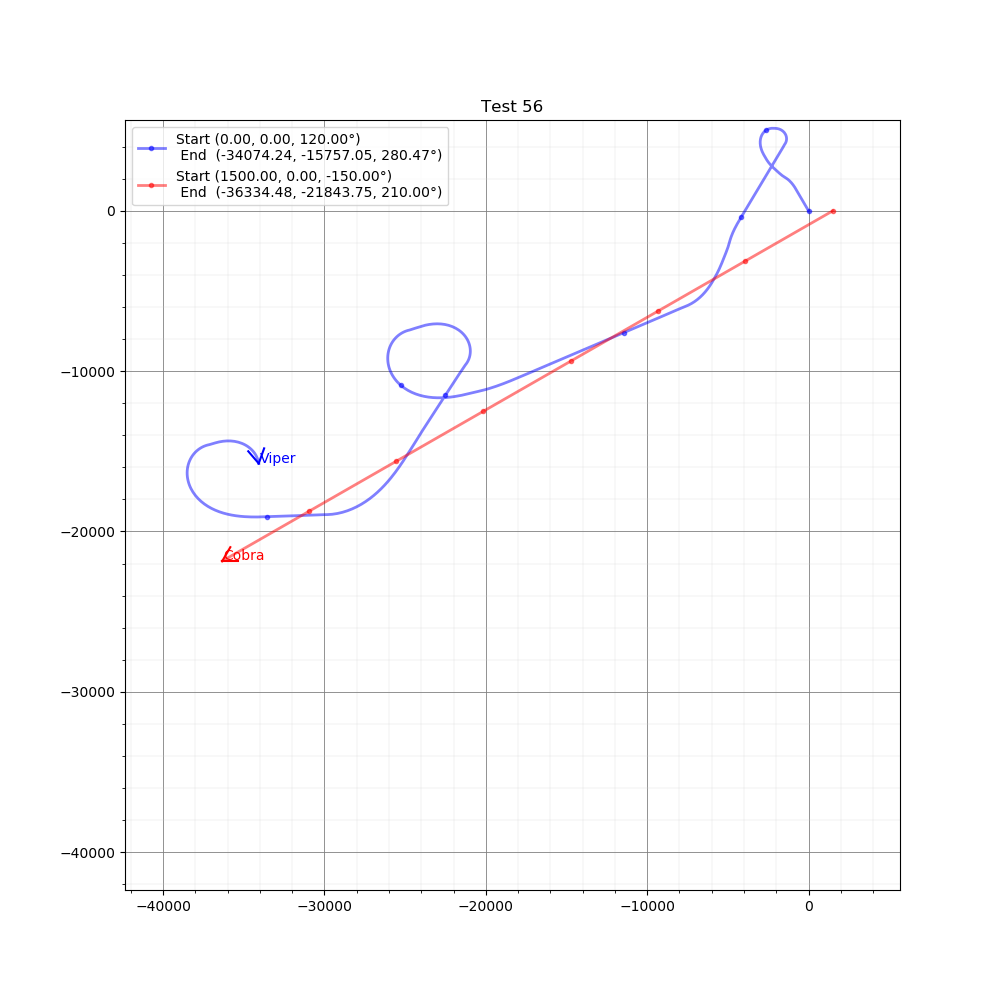 Test 56
Start (0.00, 0.00, 120.00°)
End (-34074.24, -15757.05, 280.47°)
Start (1500.00, 0.00, -150.00°)
End (-36334.48, -21843.75, 210.00°)
0
−10000
Viper
−20000
Cobra
−30000
−40000
−40000 −30000 −20000 −10000 0